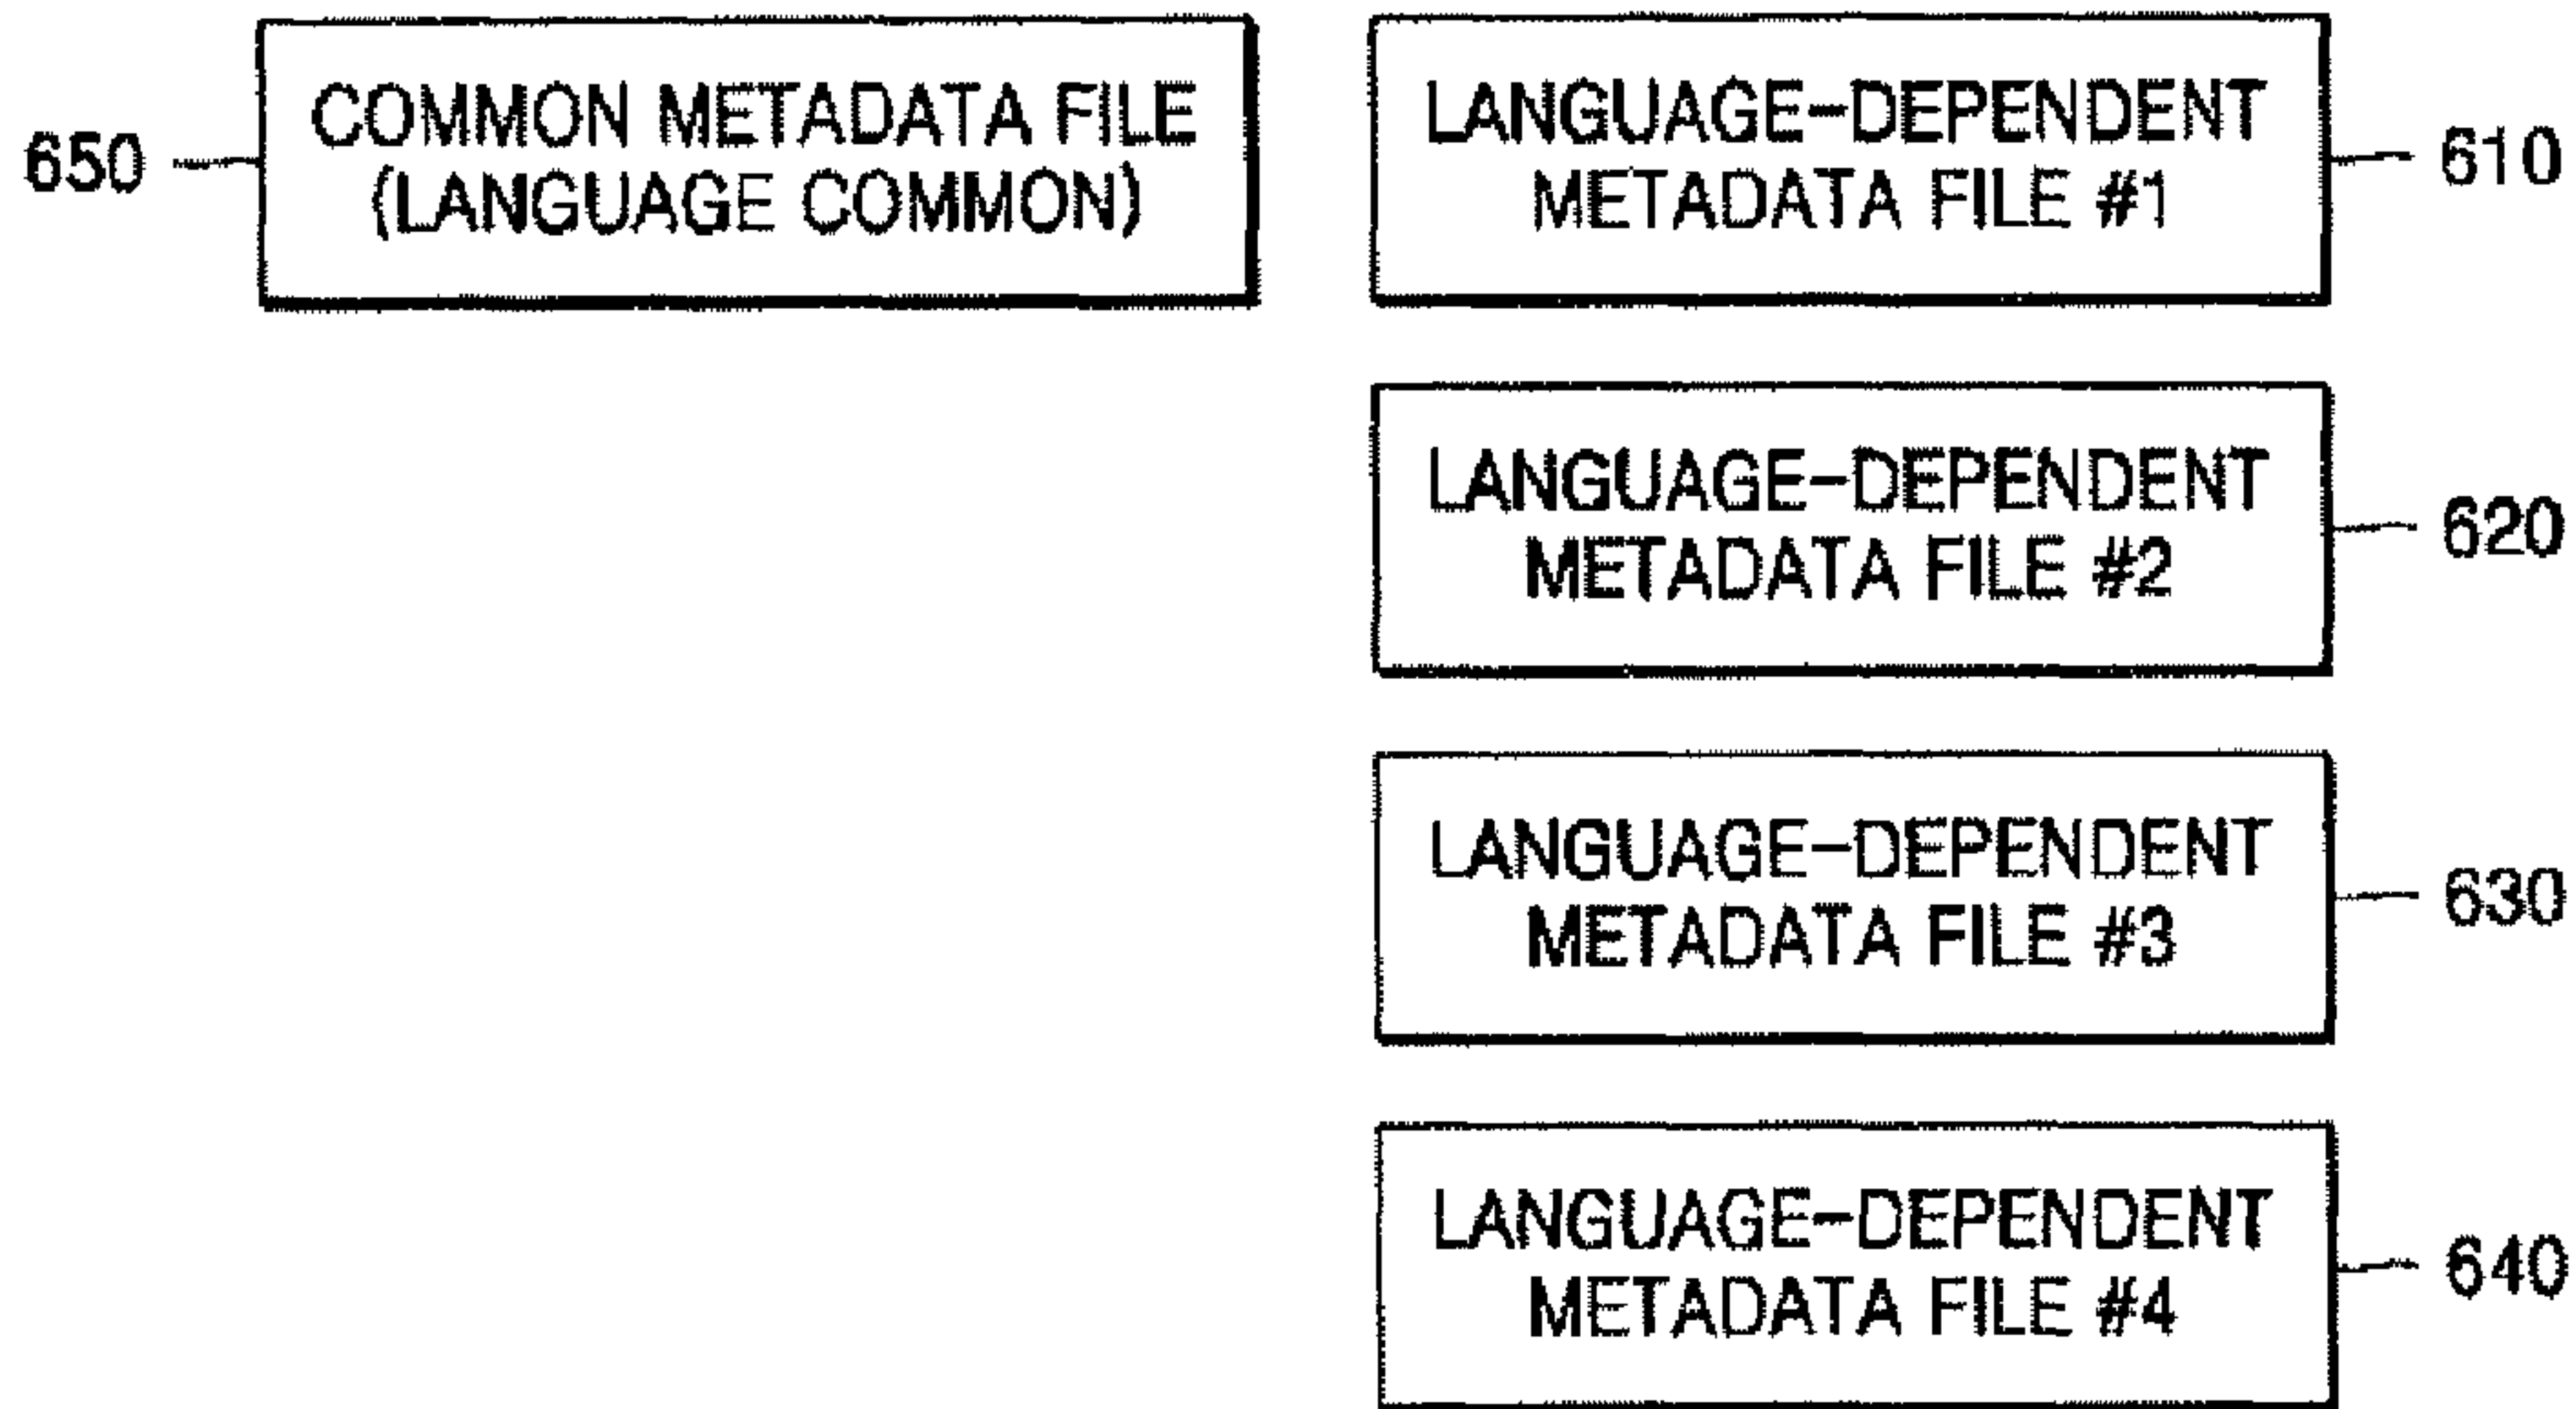 650
COMMON METADATA FILE
(LANGUAGE COMMON)
LANGUAGE-DEPENDENT
METADATA FILE #1
610
LANGUAGE-DEPENDENT
METADATA FILE #2
620
LANGUAGE-DEPENDENT
METADATA FILE #3
630
LANGUAGE-DEPENDENT
METADATA FILE #4
640